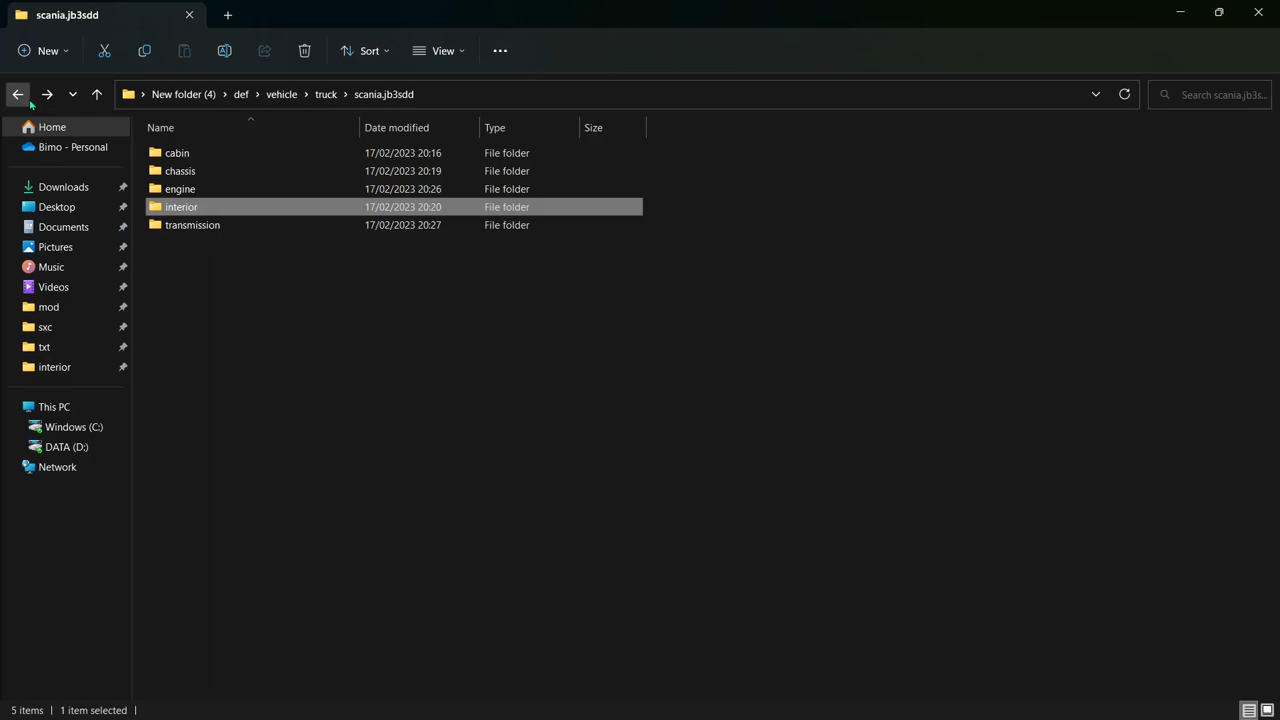 scania.jb3sdd
New
Sort
View
New folder (4) > def > vehicle > truck > scania.jb3sdd
Search scania.jb3s...
Home
Bimo - Personal
Downloads
Desktop
Documents
Pictures
Music
Videos
mod
sxc
txt
interior
This PC
Windows (C:)
DATA (D:)
Network
Name Date modified Type Size
cabin 17/02/2023 20:16 File folder
chassis 17/02/2023 20:19 File folder
engine 17/02/2023 20:26 File folder
interior 17/02/2023 20:20 File folder
transmission 17/02/2023 20:27 File folder
5 items 1 item selected